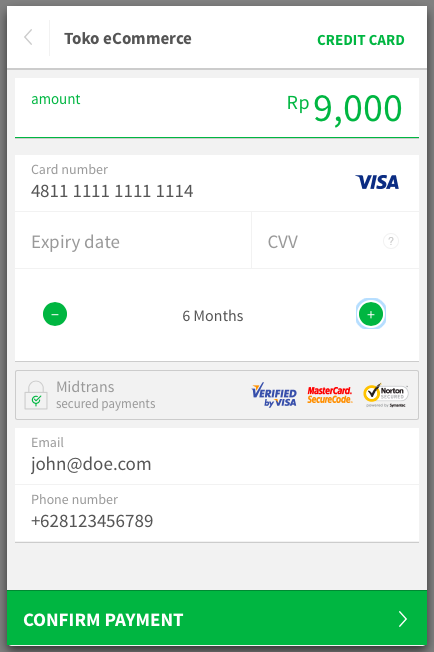 Toko eCommerce
CREDIT CARD
amount
Rp 9,000
Card number
4811 1111 1111 1114
VISA
Expiry date
CVV
?
−
6 Months
+
Midtrans
secured payments
VERIFIED
by VISA
MasterCard.
SecureCode.
Norton
SECURED
powered by Symantec
Email
john@doe.com
Phone number
+628123456789
CONFIRM PAYMENT